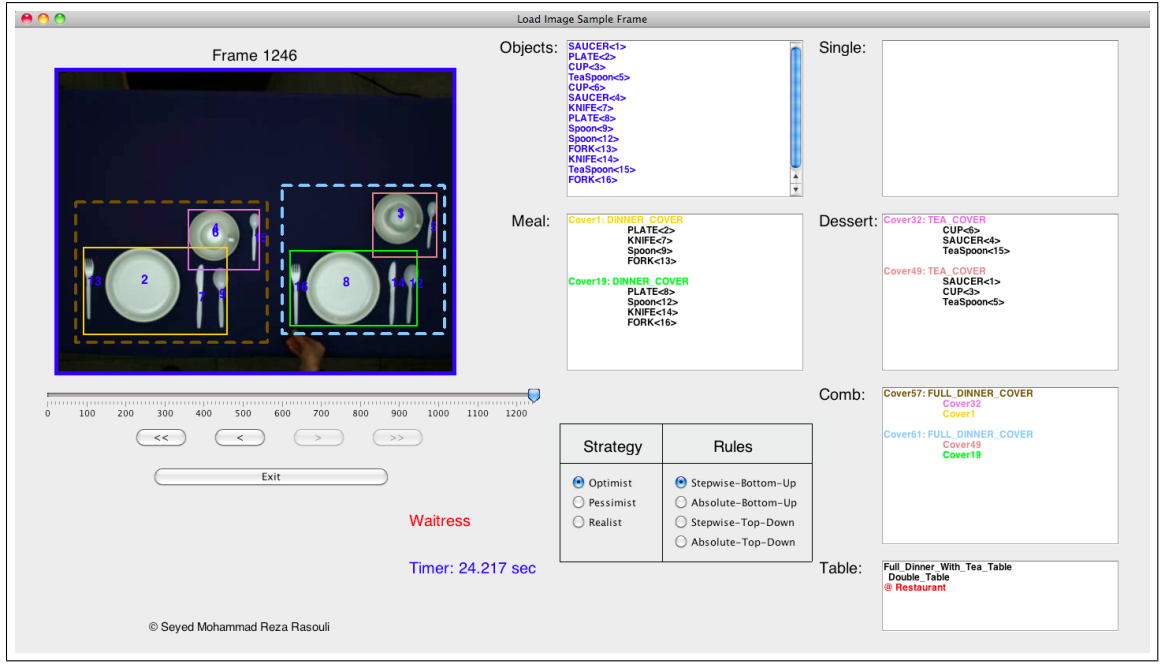 Load Image Sample Frame
Frame 1246
2
4
6
3
13
7
9
8
16
14
12
0 100 200 300 400 500 600 700 800 900 1000 1100 1200
<< < > >>
Exit
Waitress
Timer: 24.217 sec
© Seyed Mohammad Reza Rasouli
Objects:
SAUCER<1>
PLATE<2>
CUP<3>
TeaSpoon<5>
CUP<6>
SAUCER<4>
KNIFE<7>
PLATE<8>
Spoon<9>
Spoon<12>
FORK<13>
KNIFE<14>
TeaSpoon<15>
FORK<16>
Single:
Meal:
Cover1: DINNER_COVER
PLATE<2>
KNIFE<7>
Spoon<9>
FORK<13>
Cover19: DINNER_COVER
PLATE<8>
Spoon<12>
KNIFE<14>
FORK<16>
Dessert:
Cover32: TEA_COVER
CUP<6>
SAUCER<4>
TeaSpoon<15>
Cover49: TEA_COVER
SAUCER<1>
CUP<3>
TeaSpoon<5>
Comb:
Cover57: FULL_DINNER_COVER
Cover32
Cover1
Cover61: FULL_DINNER_COVER
Cover49
Cover19
Strategy
Optimist
Pessimist
Realist
Rules
Stepwise-Bottom-Up
Absolute-Bottom-Up
Stepwise-Top-Down
Absolute-Top-Down
Table:
Full_Dinner_With_Tea_Table
Double_Table
@ Restaurant